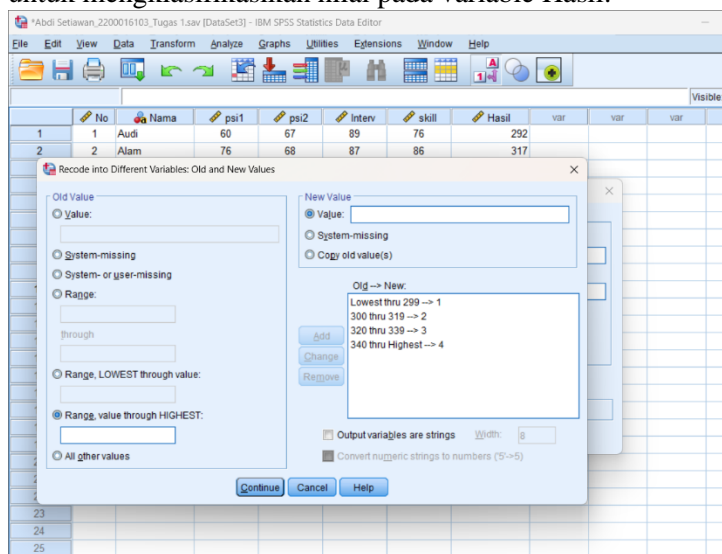 untuk mengklasifikasikan nilai pada variable Hasil.
*Abdi Setiawan_2200016103_Tugas 1.sav [DataSet3] - IBM SPSS Statistics Data Editor
File Edit View Data Transform Analyze Graphs Utilities Extensions Window Help
Visible:
No Nama psi1 psi2 Interv skill Hasil var var var
1 1 Audi 60 67 89 76 292
2 2 Alam 76 68 87 86 317
Recode into Different Variables: Old and New Values
Old Value
Value:
System-missing
System- or user-missing
Range:
through
Range, LOWEST through value:
Range, value through HIGHEST:
All other values
New Value
Value:
System-missing
Copy old value(s)
Old --> New:
Lowest thru 299 --> 1
300 thru 319 --> 2
320 thru 339 --> 3
340 thru Highest --> 4
Add
Change
Remove
Output variables are strings Width: 8
Convert numeric strings to numbers ('5'->5)
Continue Cancel Help
23
24
25